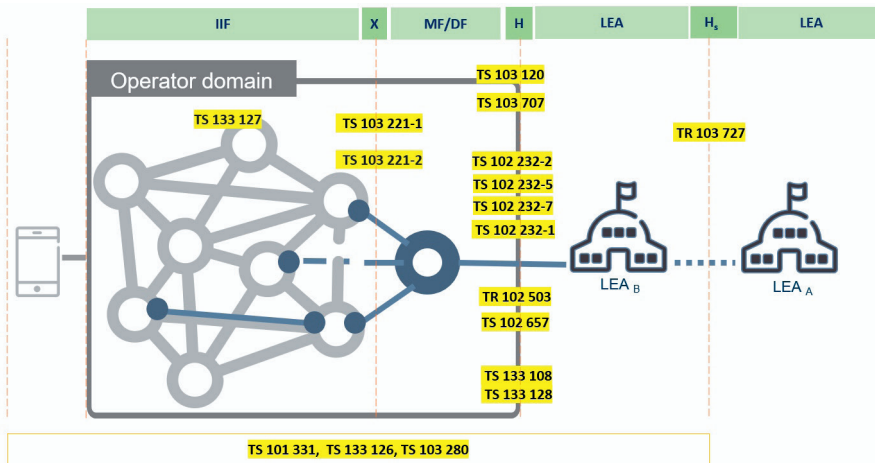 IIF X MF/DF H LEA Hs LEA
Operator domain
TS 103 120
TS 103 707
TS 133 127
TS 103 221-1
TR 103 727
TS 103 221-2
TS 102 232-2
TS 102 232-5
TS 102 232-7
TS 102 232-1
LEA B
LEA A
TR 102 503
TS 102 657
TS 133 108
TS 133 128
TS 101 331, TS 133 126, TS 103 280